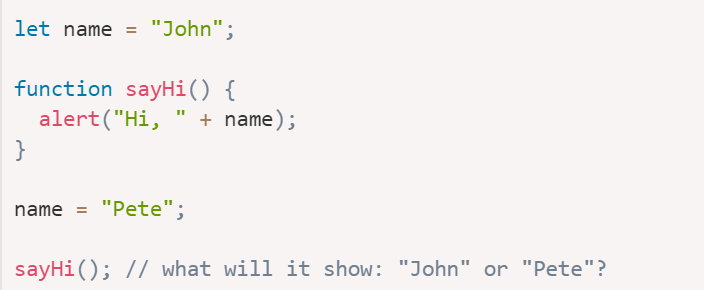 let name = "John";
function sayHi() {
alert("Hi, " + name);
}
name = "Pete";
sayHi(); // what will it show: "John" or "Pete"?